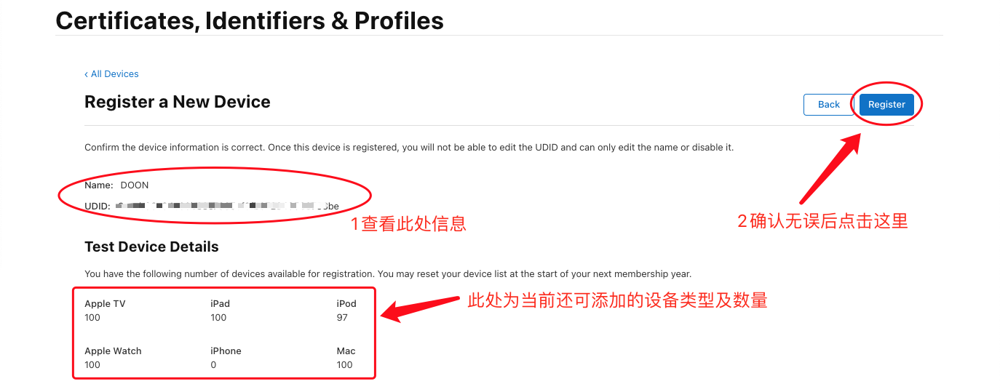 Certificates, Identifiers & Profiles
‹ All Devices
Register a New Device
Back
Register
Confirm the device information is correct. Once this device is registered, you will not be able to edit the UDID and can only edit the name or disable it.
Name: DOON
UDID:
1查看此处信息
2确认无误后点击这里
Test Device Details
You have the following number of devices available for registration. You may reset your device list at the start of your next membership year.
此处为当前还可添加的设备类型及数量
Apple TV iPad iPod
100 100 97
Apple Watch iPhone Mac
100 0 100